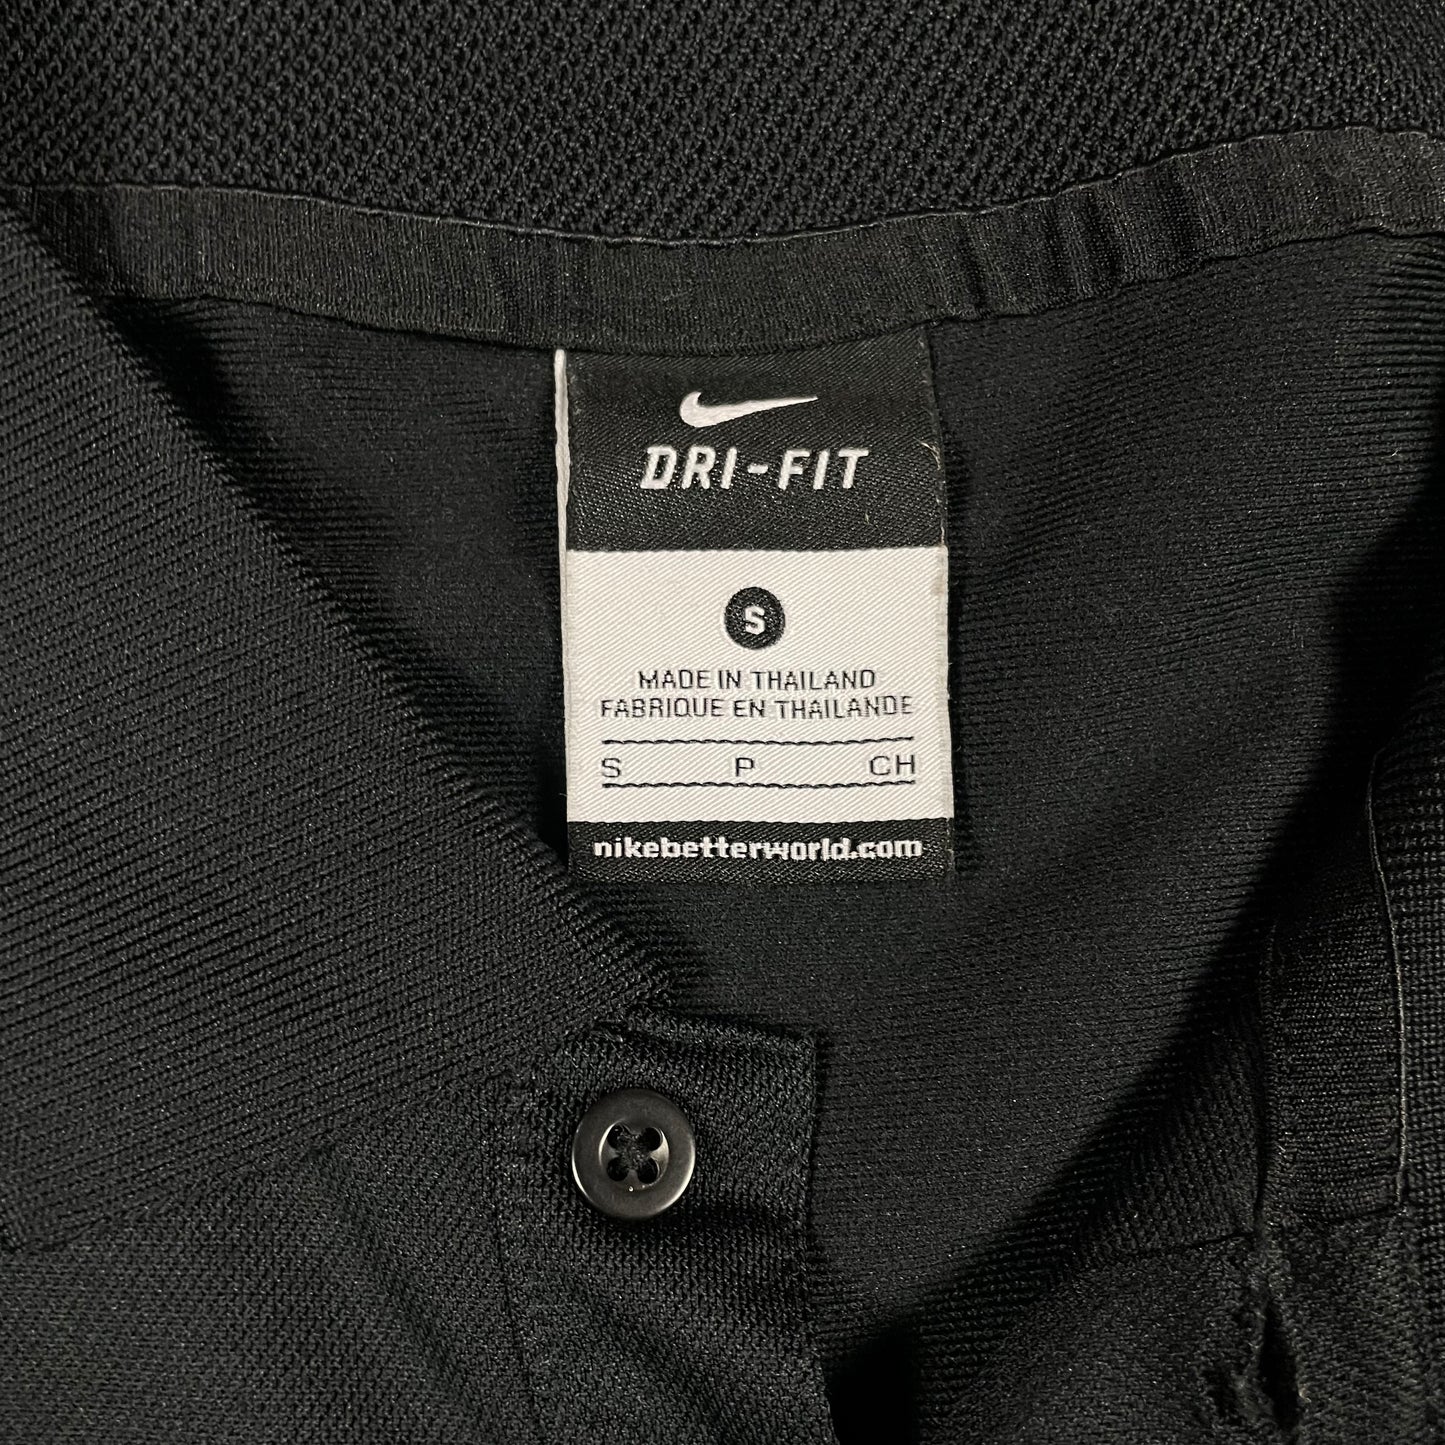 DRI-FIT
S
MADE IN THAILAND
FABRIQUE EN THAILANDE
S P CH
nikebetterworld.com